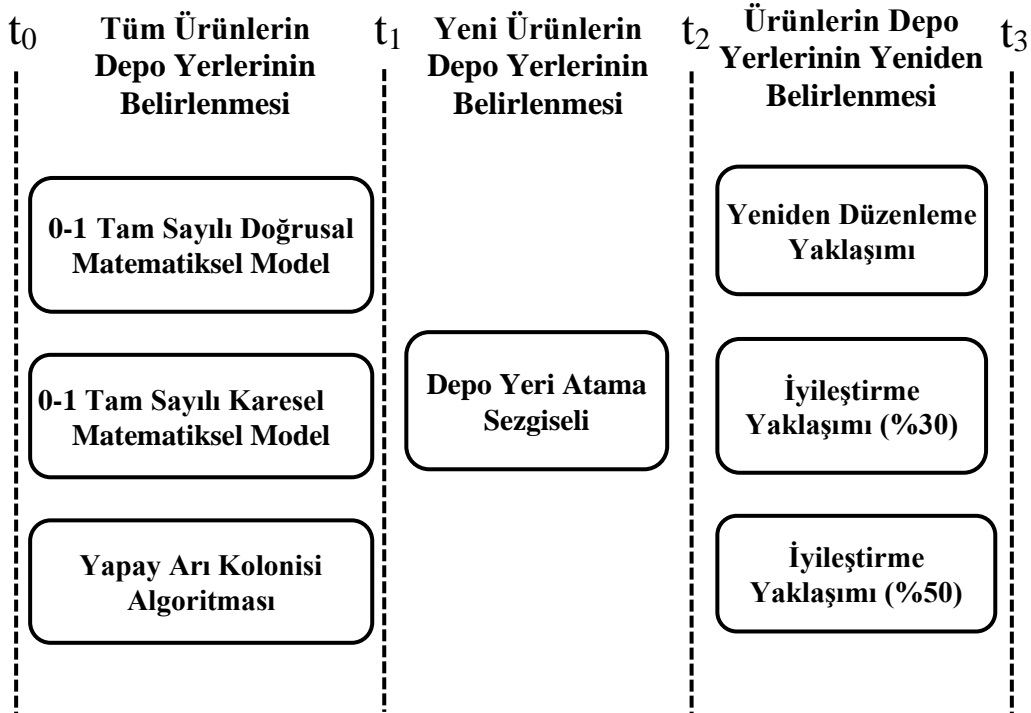 t0
Tüm Ürünlerin
Depo Yerlerinin
Belirlenmesi
t1
Yeni Ürünlerin
Depo Yerlerinin
Belirlenmesi
t2
Ürünlerin Depo
Yerlerinin Yeniden
Belirlenmesi
t3
0-1 Tam Sayılı Doğrusal
Matematiksel Model
0-1 Tam Sayılı Karesel
Matematiksel Model
Yapay Arı Kolonisi
Algoritması
Depo Yeri Atama
Sezgiseli
Yeniden Düzenleme
Yaklaşımı
İyileştirme
Yaklaşımı (%30)
İyileştirme
Yaklaşımı (%50)